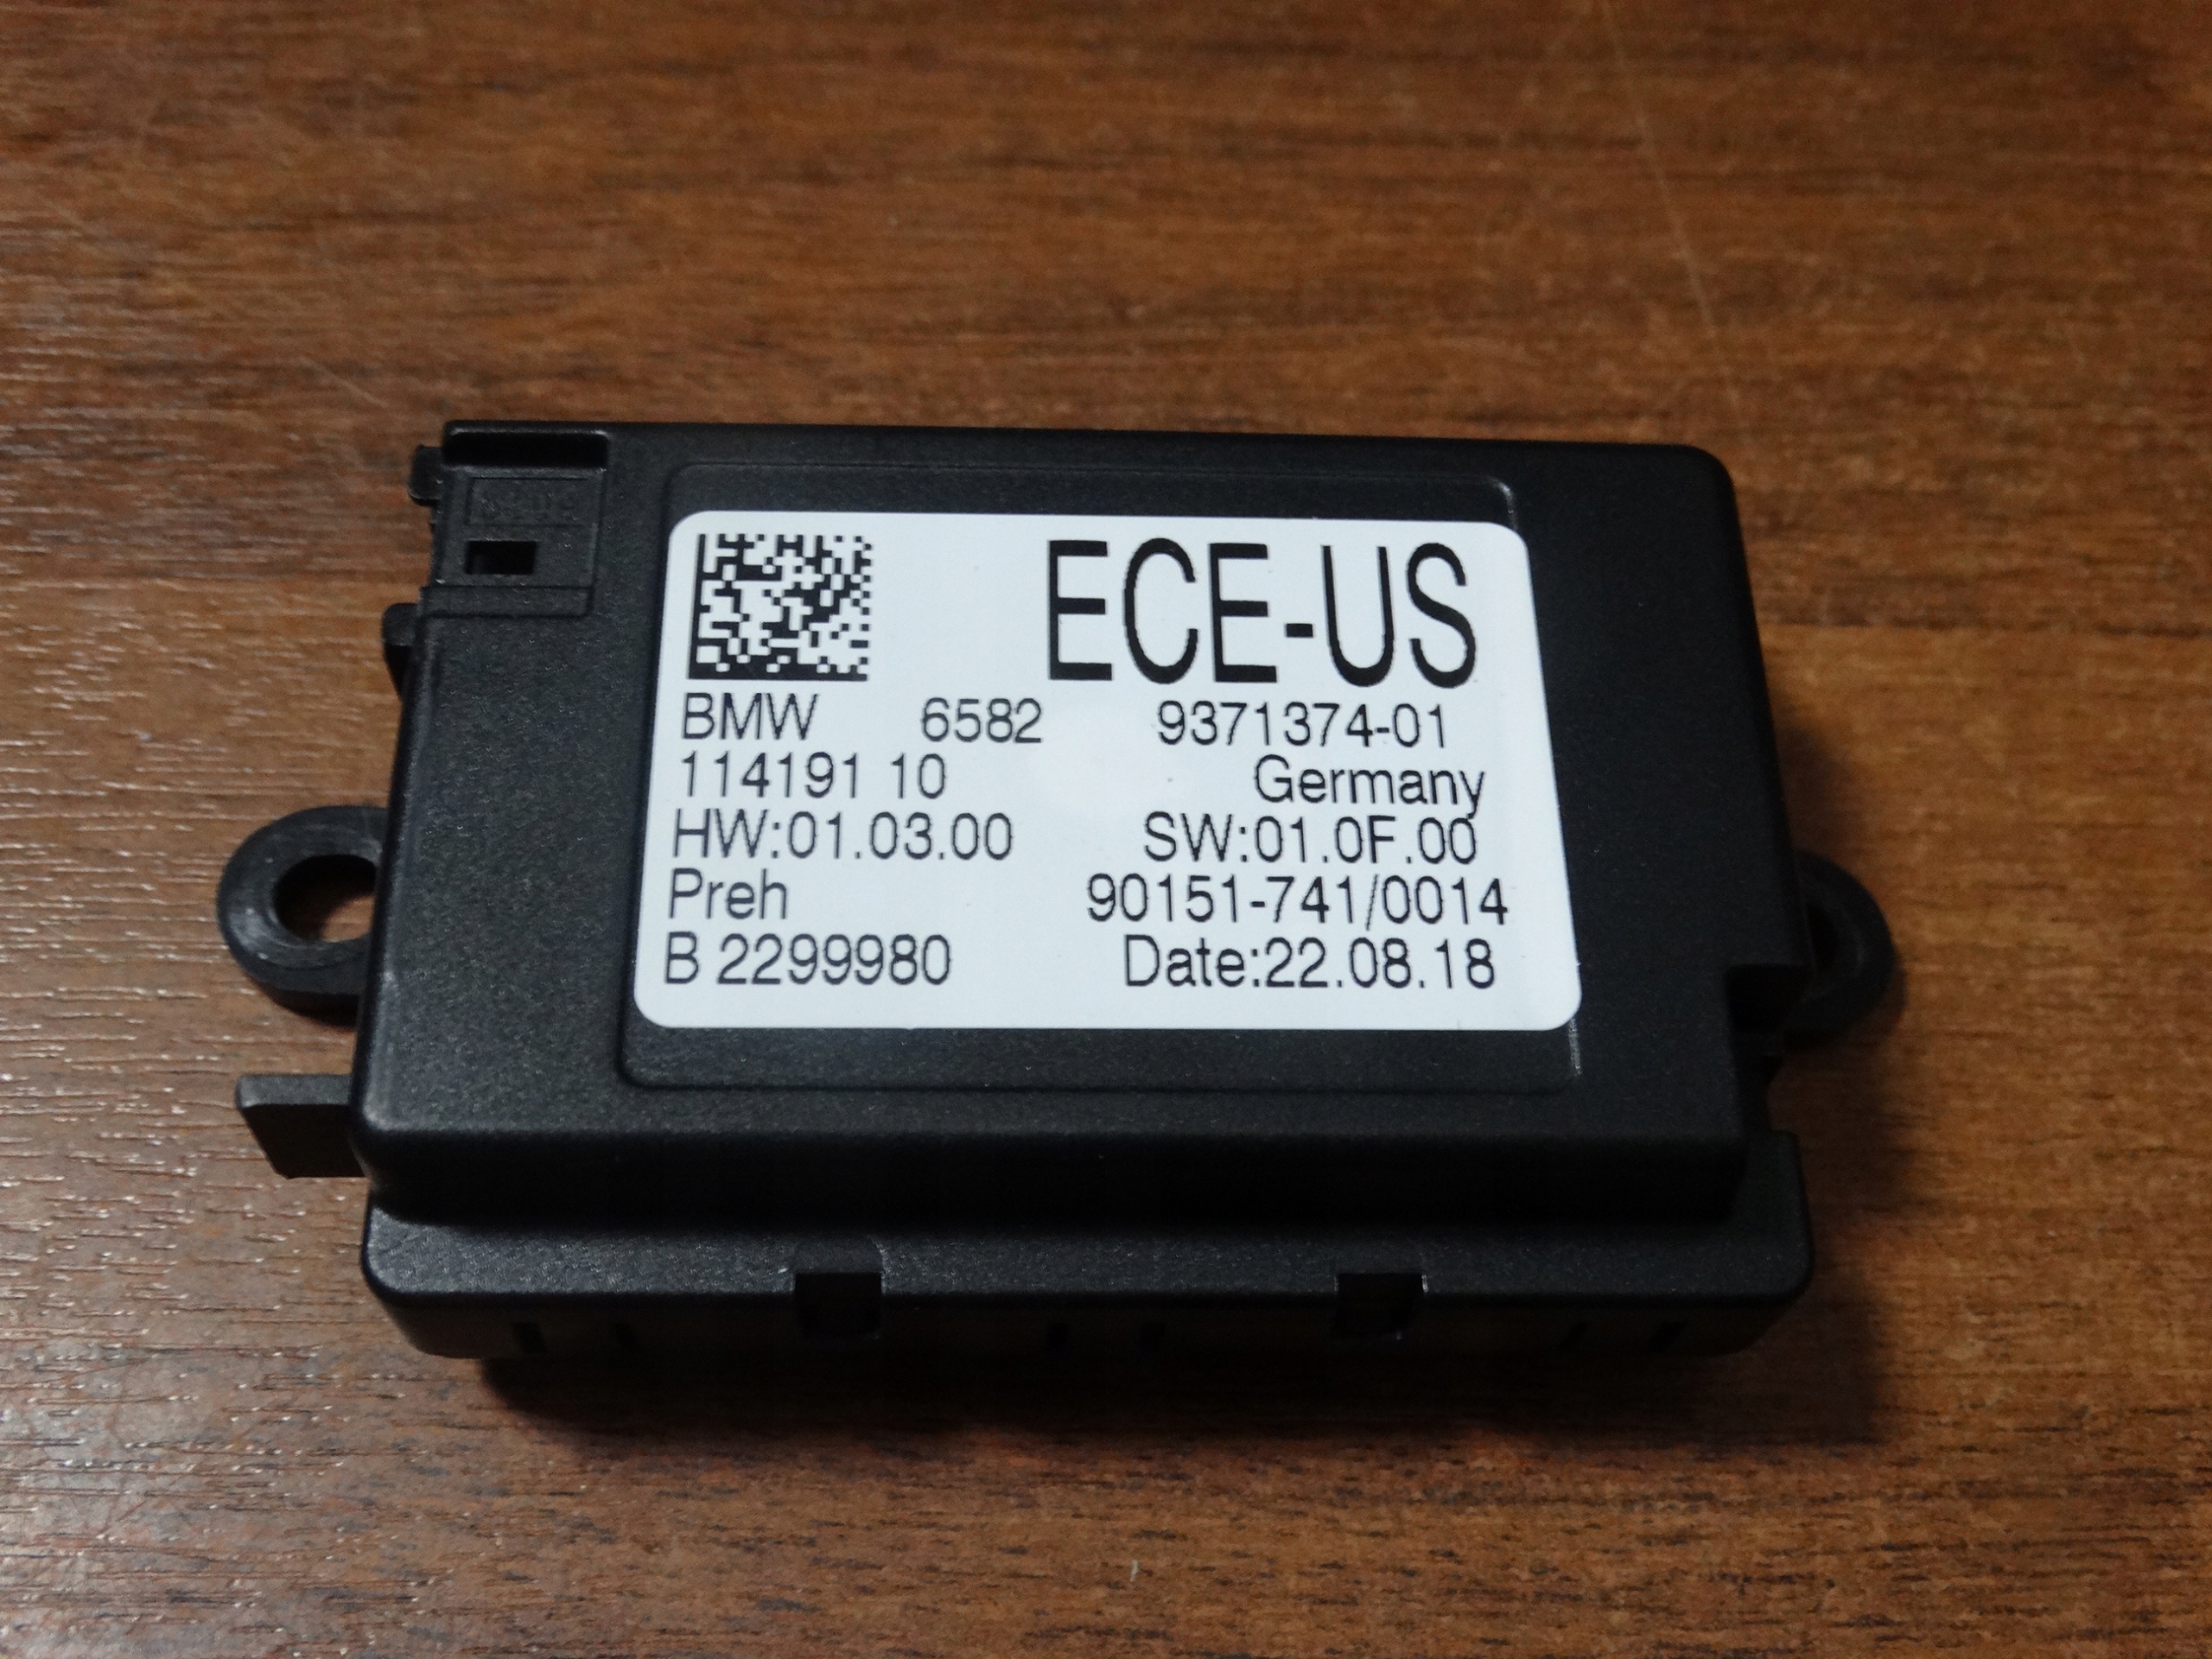 ECE-US
BMW 6582 9371374-01
114191 10 Germany
HW:01.03.00 SW:01.0F.00
Preh 90151-741/0014
B 2299980 Date:22.08.18